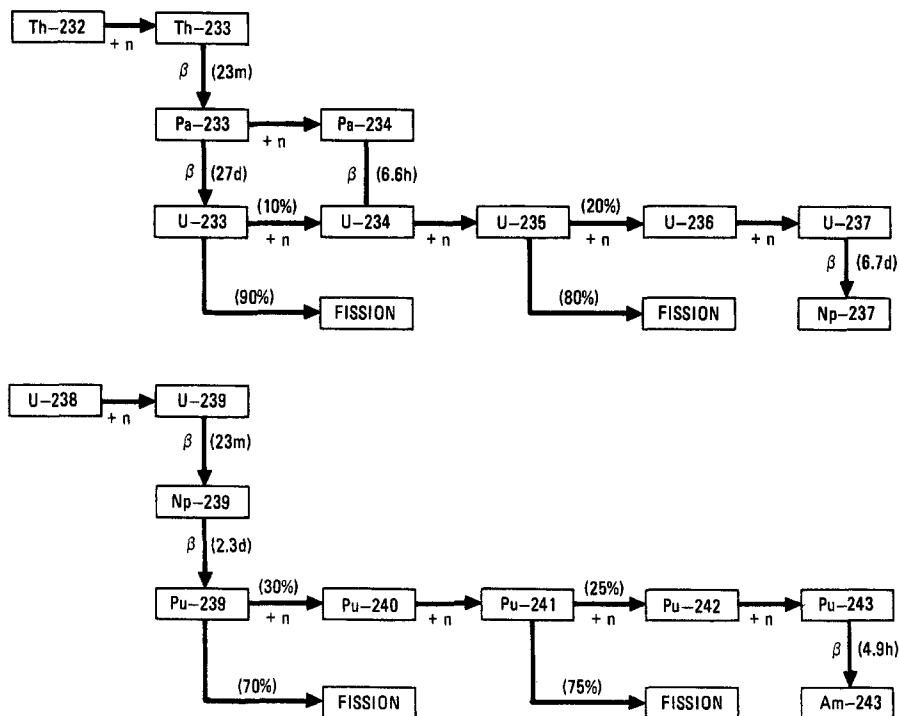 Th-232
+ n
Th-233
β (23m)
Pa-233
+ n
Pa-234
β (27d)
β (6.6h)
U-233
(10%)
+ n
U-234
+ n
U-235
(20%)
+ n
U-236
+ n
U-237
β (6.7d)
(90%)
FISSION
(80%)
FISSION
Np-237
U-238
+ n
U-239
β (23m)
Np-239
β (2.3d)
Pu-239
(30%)
+ n
Pu-240
+ n
Pu-241
(25%)
+ n
Pu-242
+ n
Pu-243
β (4.9h)
(70%)
FISSION
(75%)
FISSION
Am-243